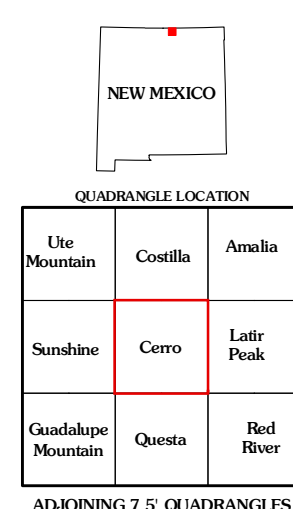 NEW MEXICO
QUADRANGLE LOCATION
Ute
Mountain
Costilla
Amalia
Sunshine
Cerro
Latir
Peak
Guadalupe
Mountain
Questa
Red
River
ADJOINING 7.5' QUADRANGLES